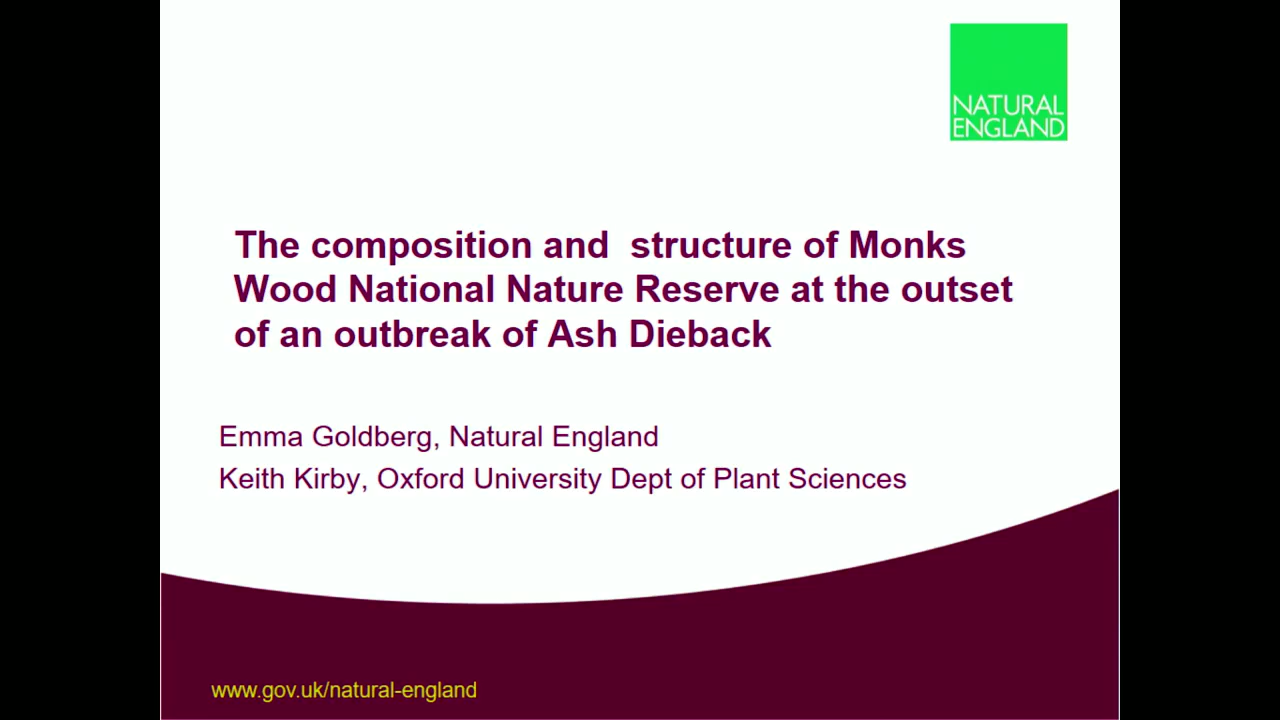 NATURAL
ENGLAND
The composition and  structure of Monks
Wood National Nature Reserve at the outset
of an outbreak of Ash Dieback
Emma Goldberg, Natural England
Keith Kirby, Oxford University Dept of Plant Sciences
www.gov.uk/natural-england